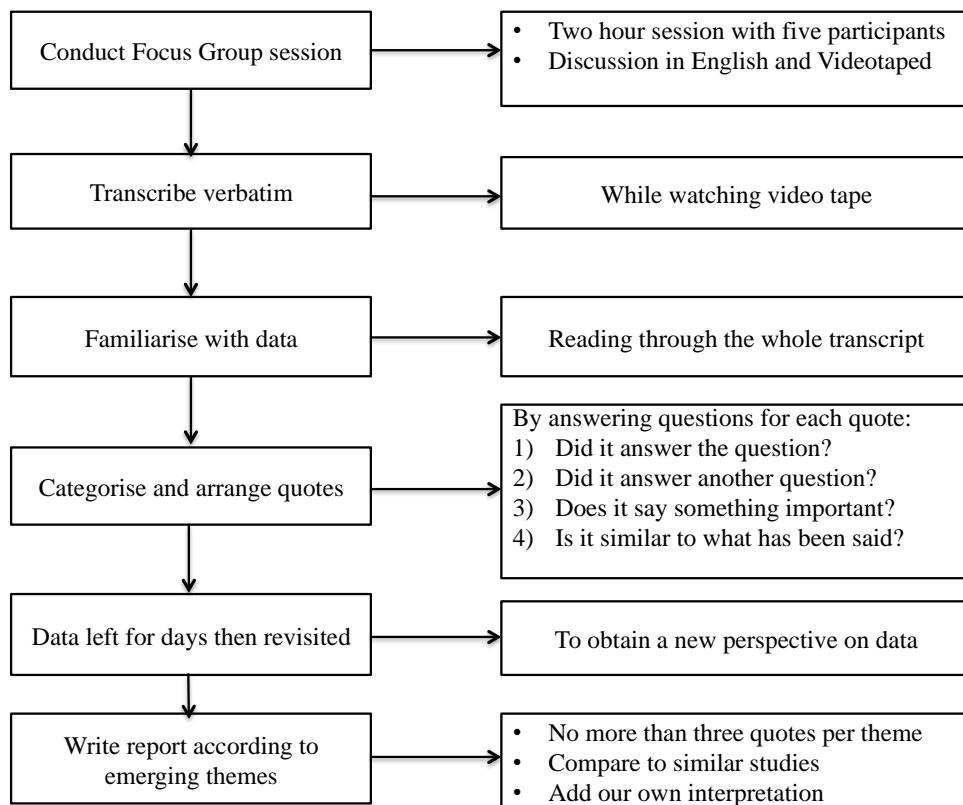 Conduct Focus Group session
• Two hour session with five participants
• Discussion in English and Videotaped
Transcribe verbatim
While watching video tape
Familiarise with data
Reading through the whole transcript
Categorise and arrange quotes
By answering questions for each quote:
1) Did it answer the question?
2) Did it answer another question?
3) Does it say something important?
4) Is it similar to what has been said?
Data left for days then revisited
To obtain a new perspective on data
Write report according to
emerging themes
• No more than three quotes per theme
• Compare to similar studies
• Add our own interpretation